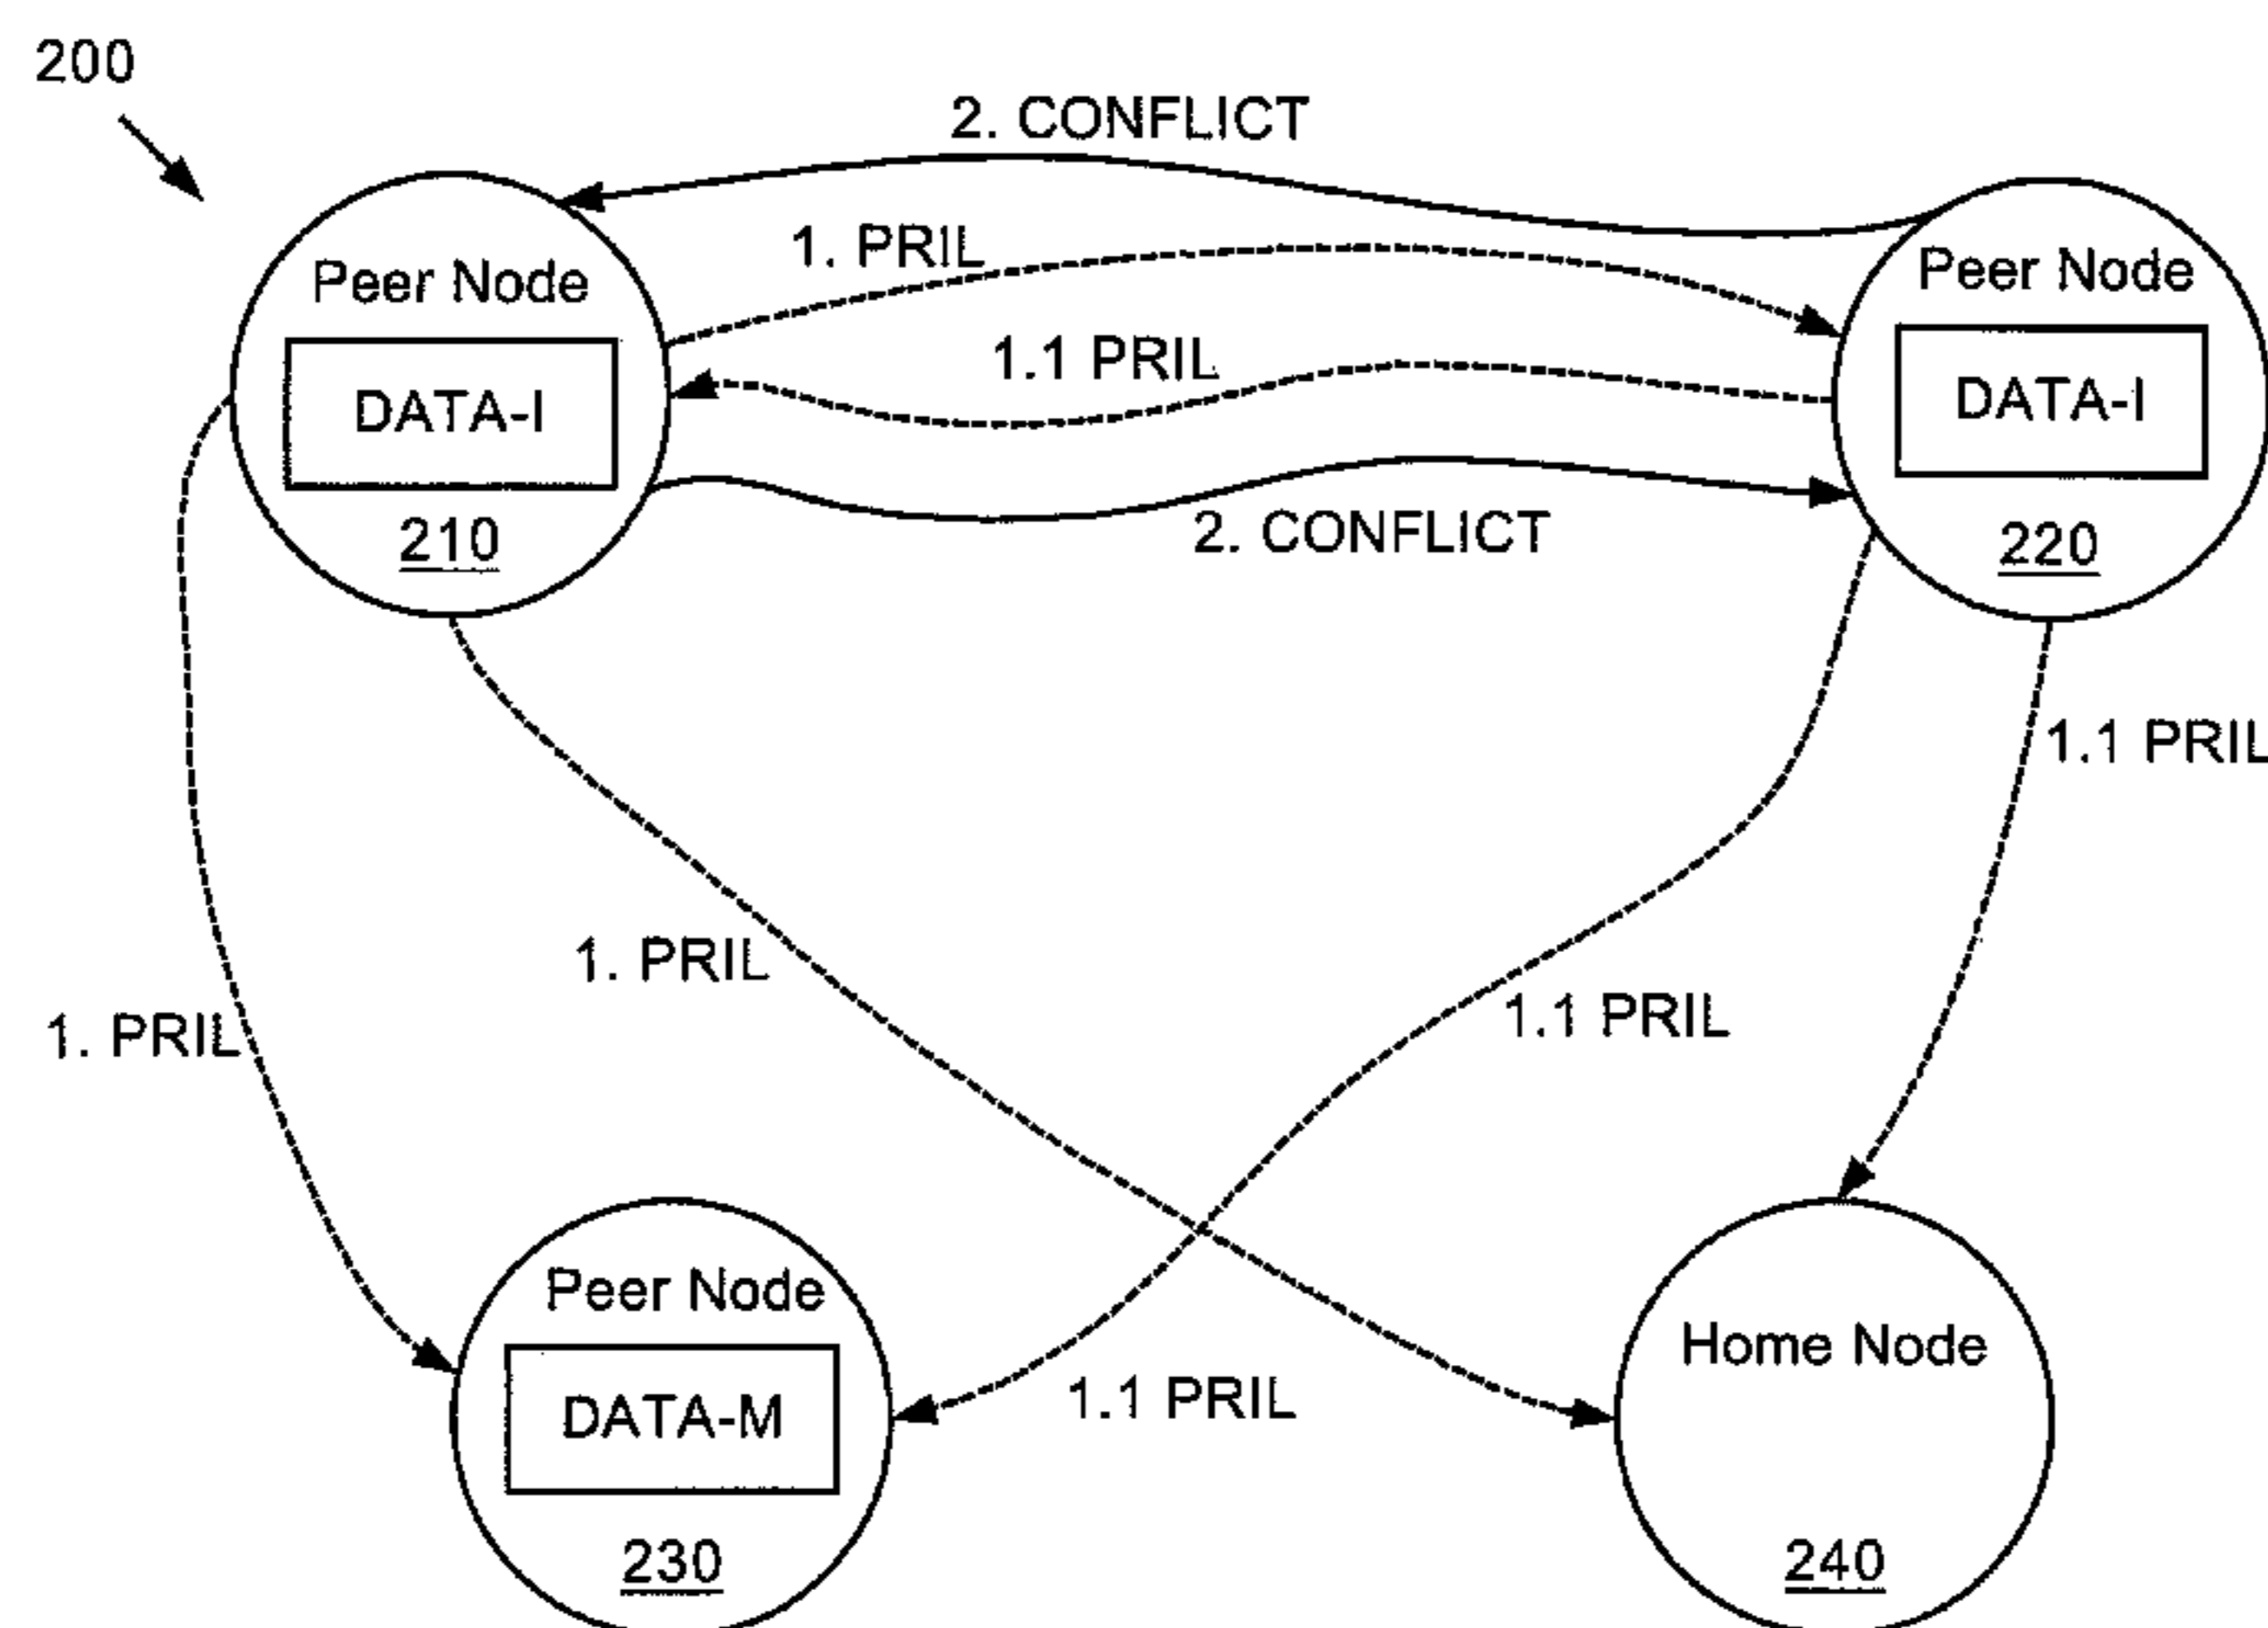 200
2. CONFLICT
1. PRIL
Peer Node
Peer Node
1.1 PRIL
DATA-I
DATA-I
2. CONFLICT
210
220
1.1 PRIL
1. PRIL
1.1 PRIL
1. PRIL
Peer Node
Home Node
1.1 PRIL
DATA-M
230
240